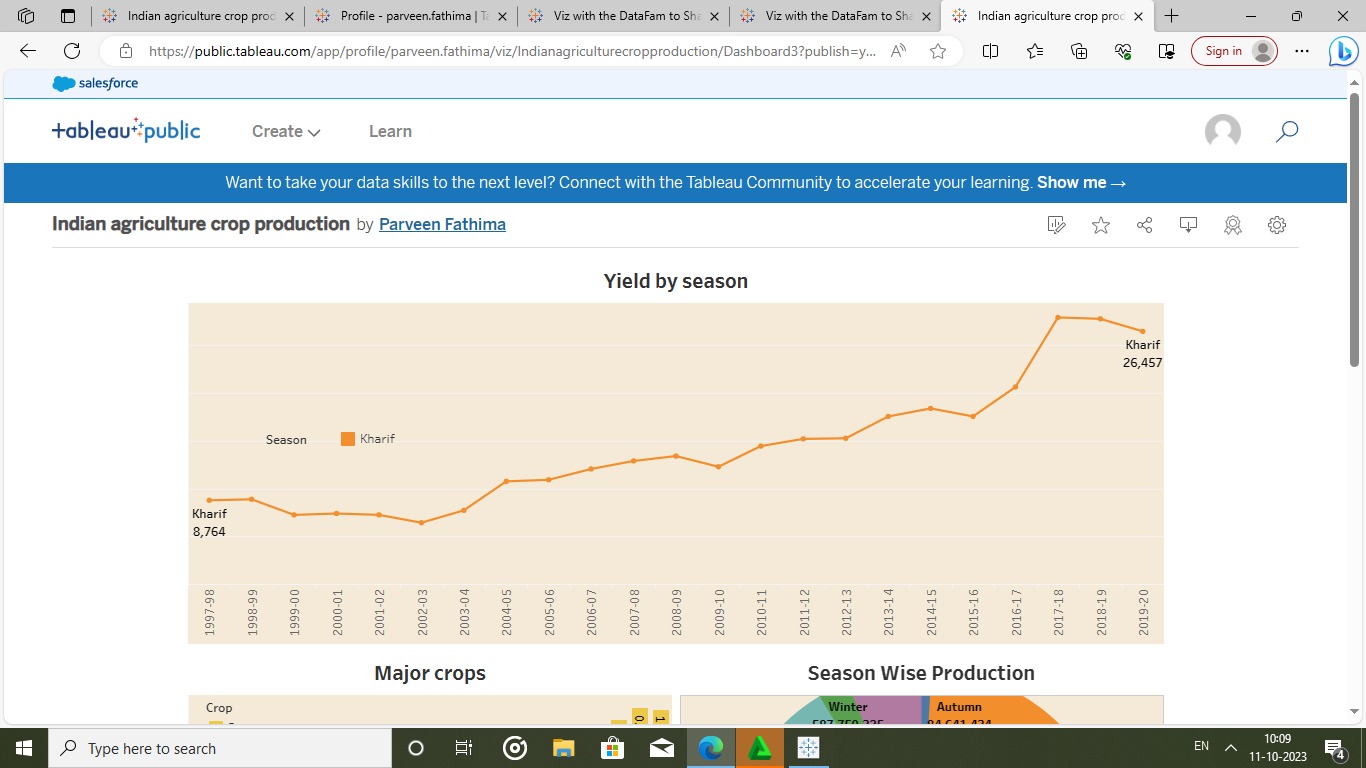 Indian agriculture crop prod
Profile - parveen.fathima | Ta
Viz with the DataFam to Sha
Viz with the DataFam to Sha
Indian agriculture crop prod
https://public.tableau.com/app/profile/parveen.fathima/viz/Indianagriculturecropproduction/Dashboard3?publish=y...
Sign in
salesforce
+ableau public
Create
Learn
Want to take your data skills to the next level? Connect with the Tableau Community to accelerate your learning. Show me →
Indian agriculture crop production by Parveen Fathima
Yield by season
Kharif
26,457
Season
Kharif
Kharif
8,764
1997-98
1998-99
1999-00
2000-01
2001-02
2002-03
2003-04
2004-05
2005-06
2006-07
2007-08
2008-09
2009-10
2010-11
2011-12
2012-13
2013-14
2014-15
2015-16
2016-17
2017-18
2018-19
2019-20
Major crops
Season Wise Production
Crop
Winter
Autumn
Type here to search
EN
10:09
11-10-2023
4